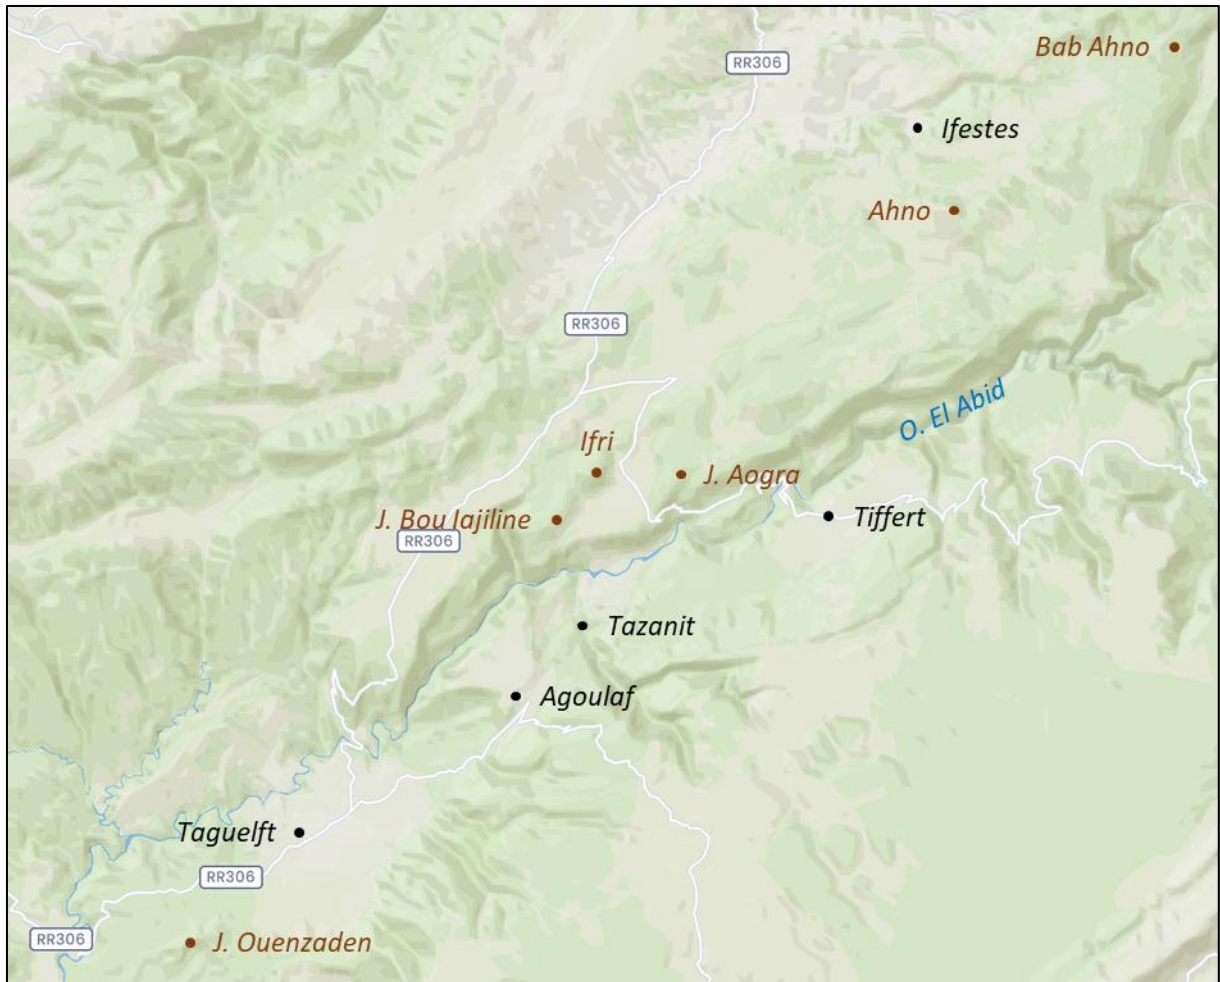 Bab Ahno
RR306
Ifestes
Ahno
RR306
O. El Abid
Ifri
J. Aogra
J. Bou Iajiline
Tiffert
RR306
Tazanit
Agoulaf
Taguelft
RR306
RR306
J. Ouenzaden